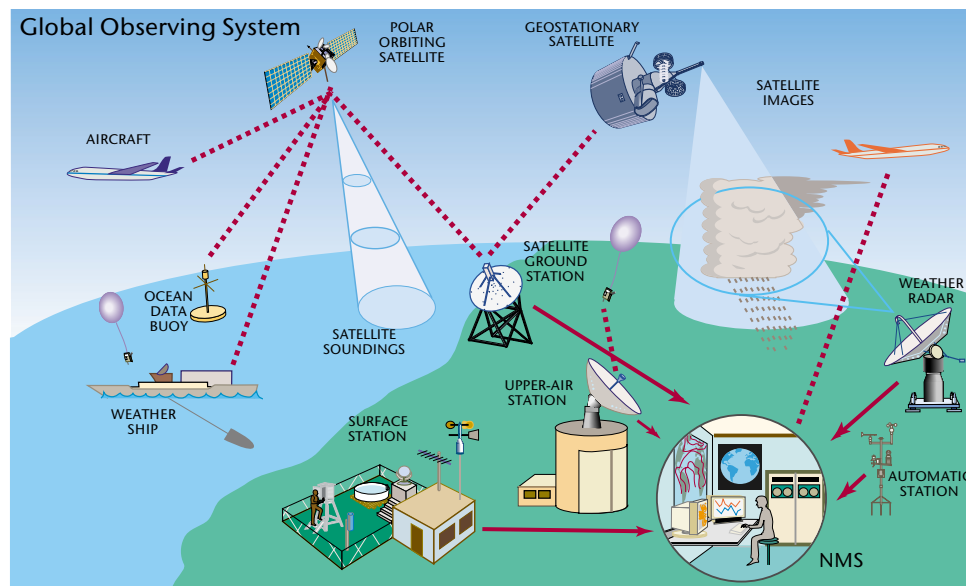 Global Observing System
POLAR
ORBITING
SATELLITE
GEOSTATIONARY
SATELLITE
SATELLITE
IMAGES
AIRCRAFT
OCEAN
DATA
BUOY
SATELLITE
GROUND
STATION
WEATHER
RADAR
SATELLITE
SOUNDINGS
WEATHER
SHIP
UPPER-AIR
STATION
SURFACE
STATION
AUTOMATIC
STATION
NMS